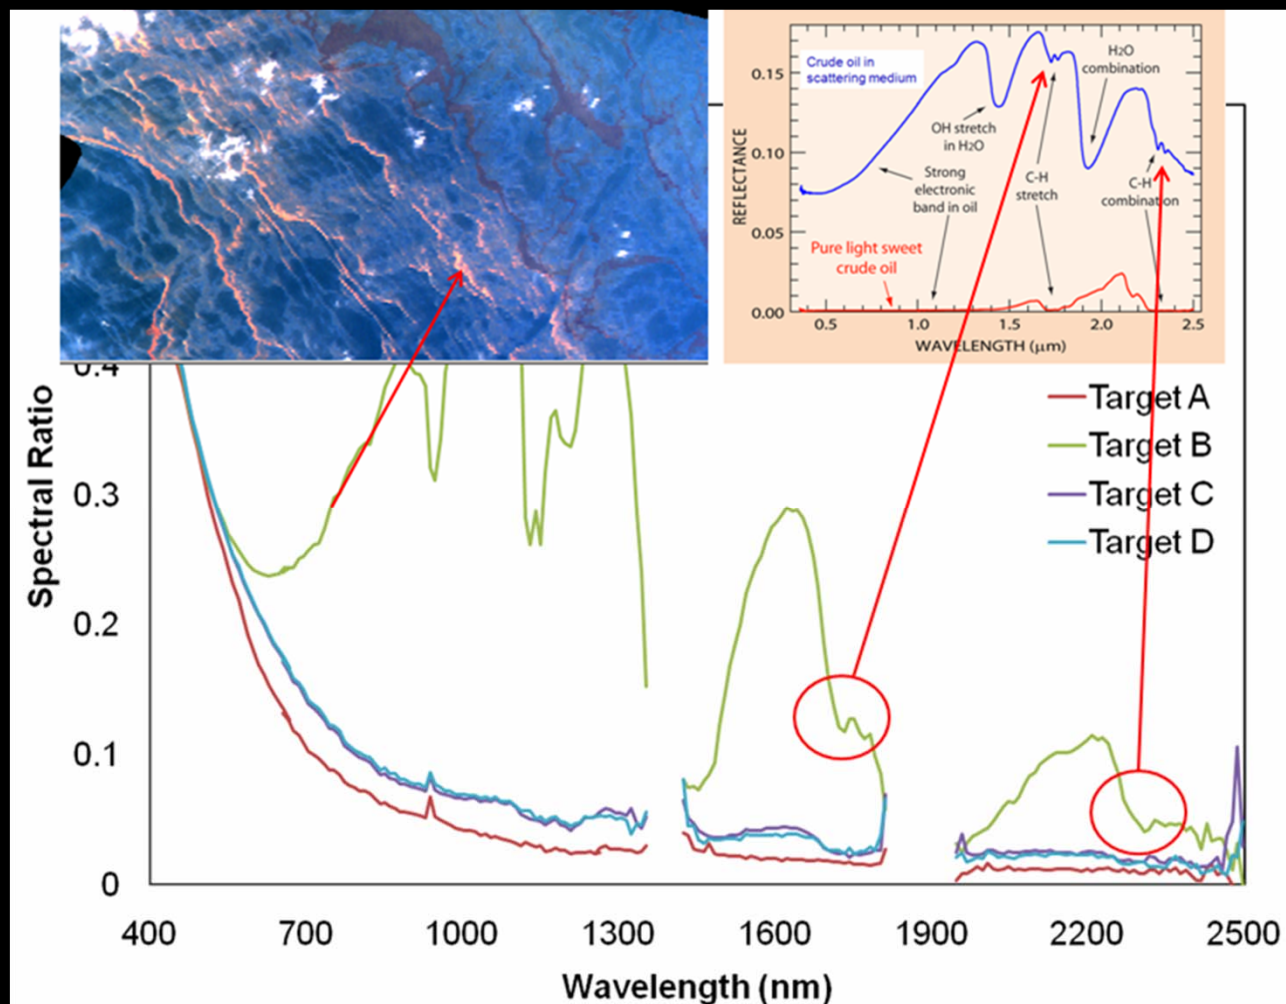 Crude oil in
scattering medium
H2O
combination
OH stretch
in H2O
Strong
electronic
band in oil
C-H
stretch
C-H
combination
Pure light sweet
crude oil
REFLECTANCE
0.15
0.10
0.05
0.00
0.5 1.0 1.5 2.0 2.5
WAVELENGTH (μm)
Spectral Ratio
0.4
0.3
0.2
0.1
0
Target A
Target B
Target C
Target D
400 700 1000 1300 1600 1900 2200 2500
Wavelength (nm)